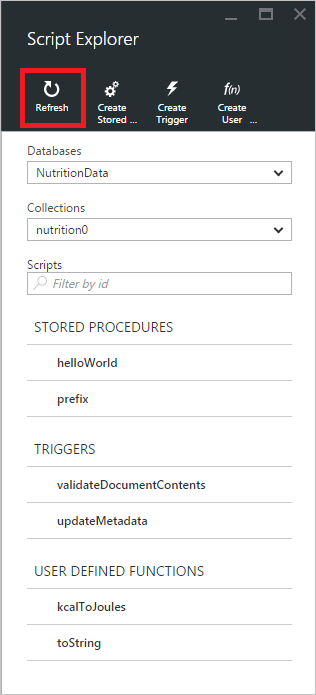 Script Explorer
Refresh
Create Stored ...
Create Trigger
f(n)
Create User ...
Databases
NutritionData
Collections
nutrition0
Scripts
Filter by id
STORED PROCEDURES
helloWorld
prefix
TRIGGERS
validateDocumentContents
updateMetadata
USER DEFINED FUNCTIONS
kcalToJoules
toString